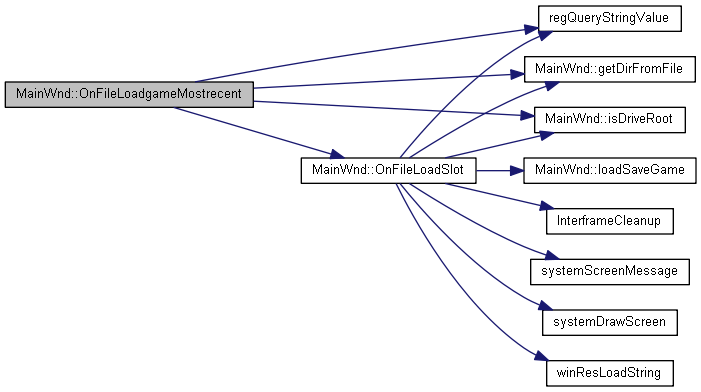 regQueryStringValue
MainWnd::getDirFromFile
MainWnd::OnFileLoadgameMostrecent
MainWnd::isDriveRoot
MainWnd::OnFileLoadSlot
MainWnd::loadSaveGame
InterframeCleanup
systemScreenMessage
systemDrawScreen
winResLoadString